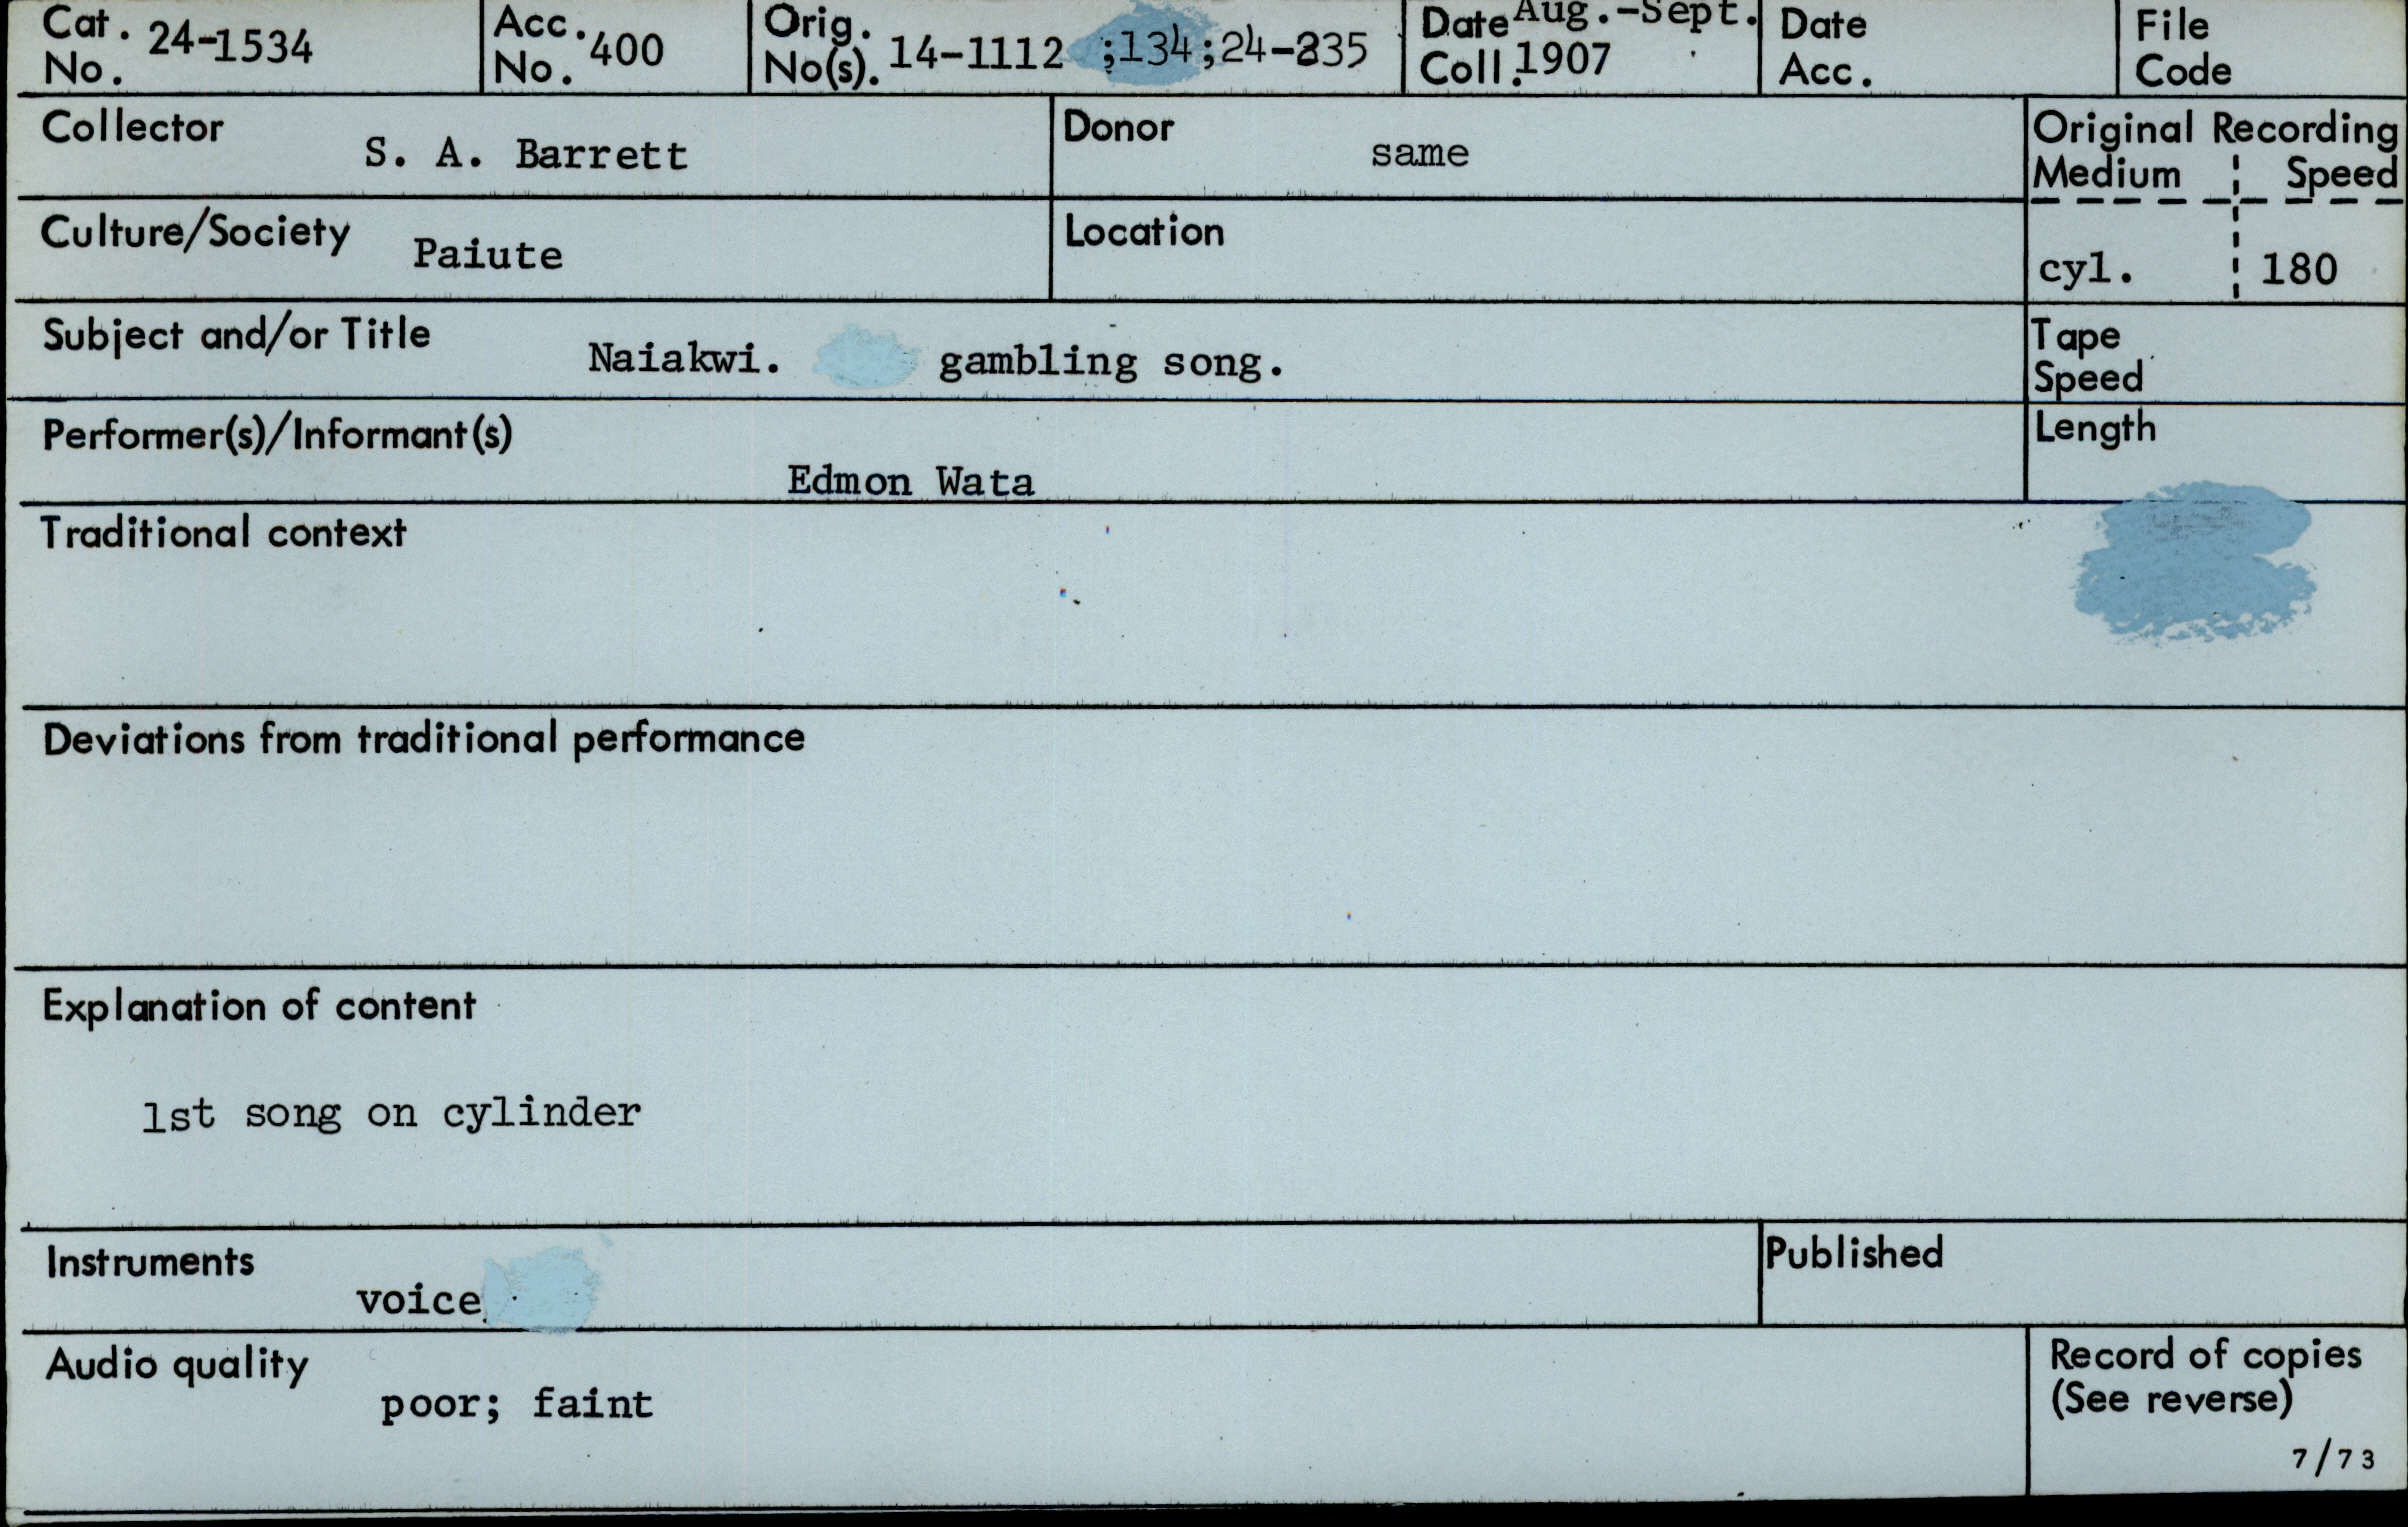 Cat. No. 24-1534
Acc. No. 400
Orig. No(s). 14-1112 ;134;24-835
Date Coll. Aug.-Sept. 1907
Date Acc.
File Code
Collector S. A. Barrett
Donor same
Original Recording
Medium Speed
cyl. 180
Culture/Society Paiute
Location
Subject and/or Title Naiakwi. gambling song.
Tape Speed
Performer(s)/Informant(s) Edmon Wata
Length
Traditional context
Deviations from traditional performance
Explanation of content
1st song on cylinder
Instruments voice
Published
Audio quality poor; faint
Record of copies
(See reverse)
7/73